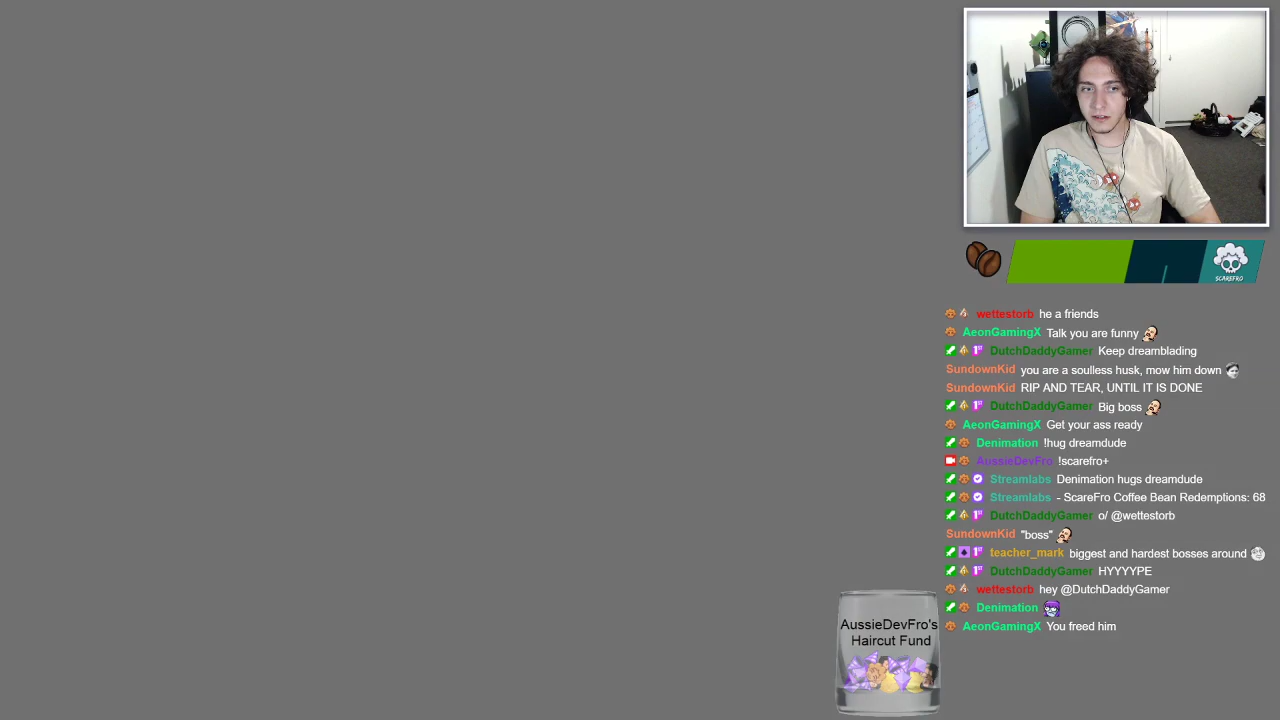 SCAREFRO
wettestorb he a friends
AeonGamingX Talk you are funny
DutchDaddyGamer Keep dreamblading
SundownKid you are a soulless husk, mow him down
SundownKid RIP AND TEAR, UNTIL IT IS DONE
DutchDaddyGamer Big boss
AeonGamingX Get your ass ready
Denimation !hug dreamdude
AussieDevFro !scarefro+
Streamlabs Denimation hugs dreamdude
Streamlabs - ScareFro Coffee Bean Redemptions: 68
DutchDaddyGamer o/ @wettestorb
SundownKid "boss"
teacher_mark biggest and hardest bosses around
DutchDaddyGamer HYYYYPE
wettestorb hey @DutchDaddyGamer
Denimation
AeonGamingX You freed him
AussieDevFro's
Haircut Fund